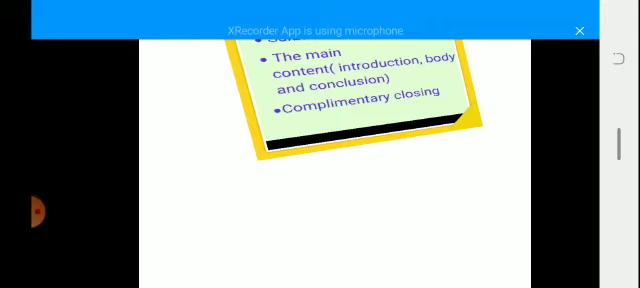 XRecorder App is using microphone
• The main
content( introduction, body
and conclusion)
•Complimentary closing